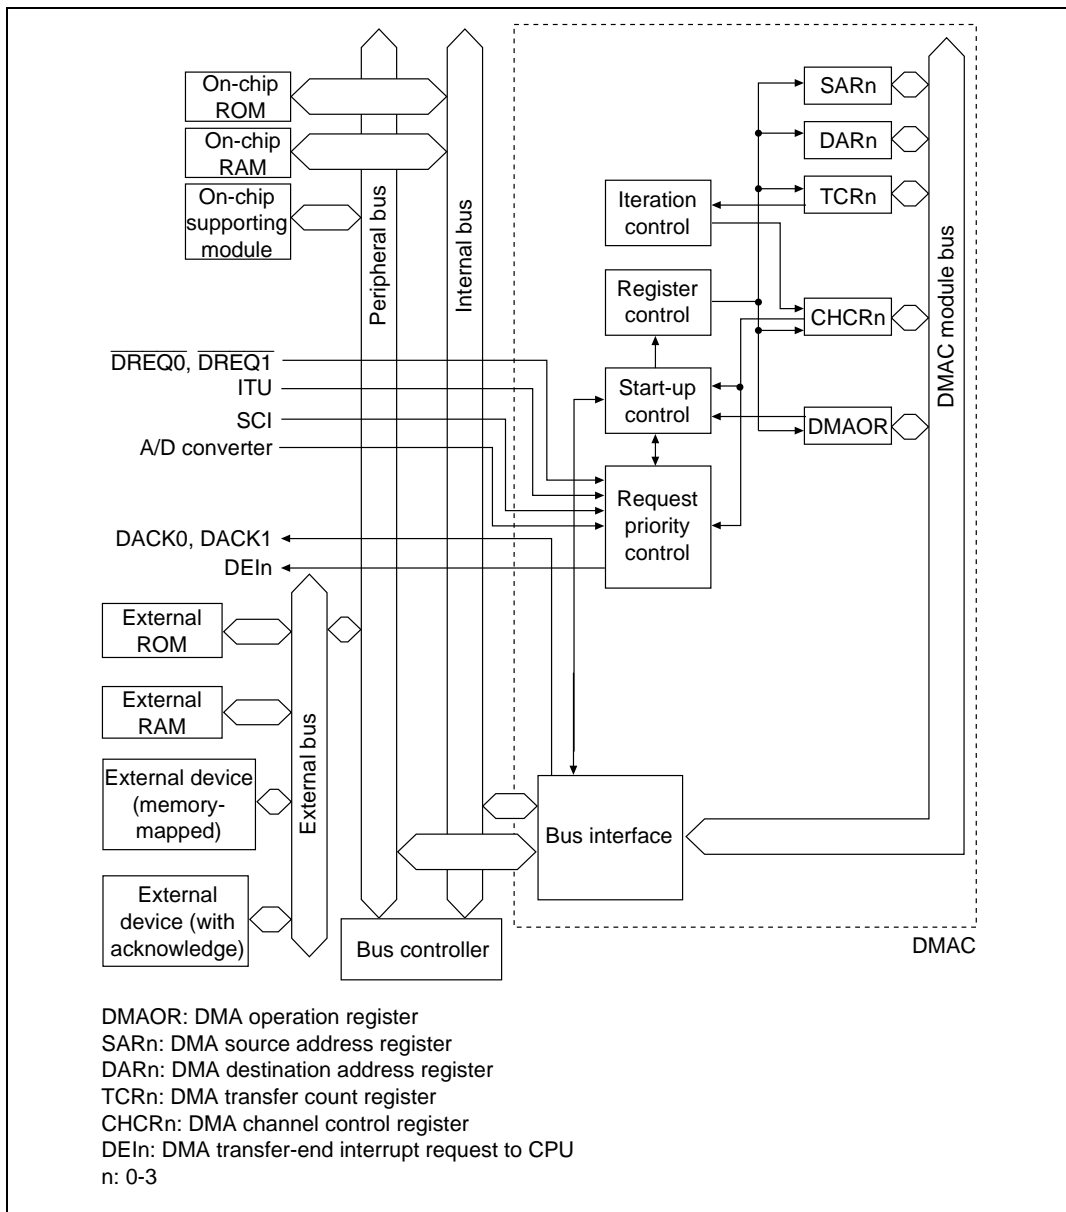 On-chip
ROM
On-chip
RAM
On-chip
supporting
module
Peripheral bus
Internal bus
SARn
DARn
TCRn
Iteration
control
Register
control
CHCRn
DMAC module bus
DREQ0, DREQ1
ITU
SCI
A/D converter
Start-up
control
DMAOR
Request
priority
control
DACK0, DACK1
DEIn
External
ROM
External
RAM
External bus
External device
(memory-
mapped)
External
device (with
acknowledge)
Bus interface
Bus controller
DMAC
DMAOR: DMA operation register
SARn: DMA source address register
DARn: DMA destination address register
TCRn: DMA transfer count register
CHCRn: DMA channel control register
DEIn: DMA transfer-end interrupt request to CPU
n: 0-3